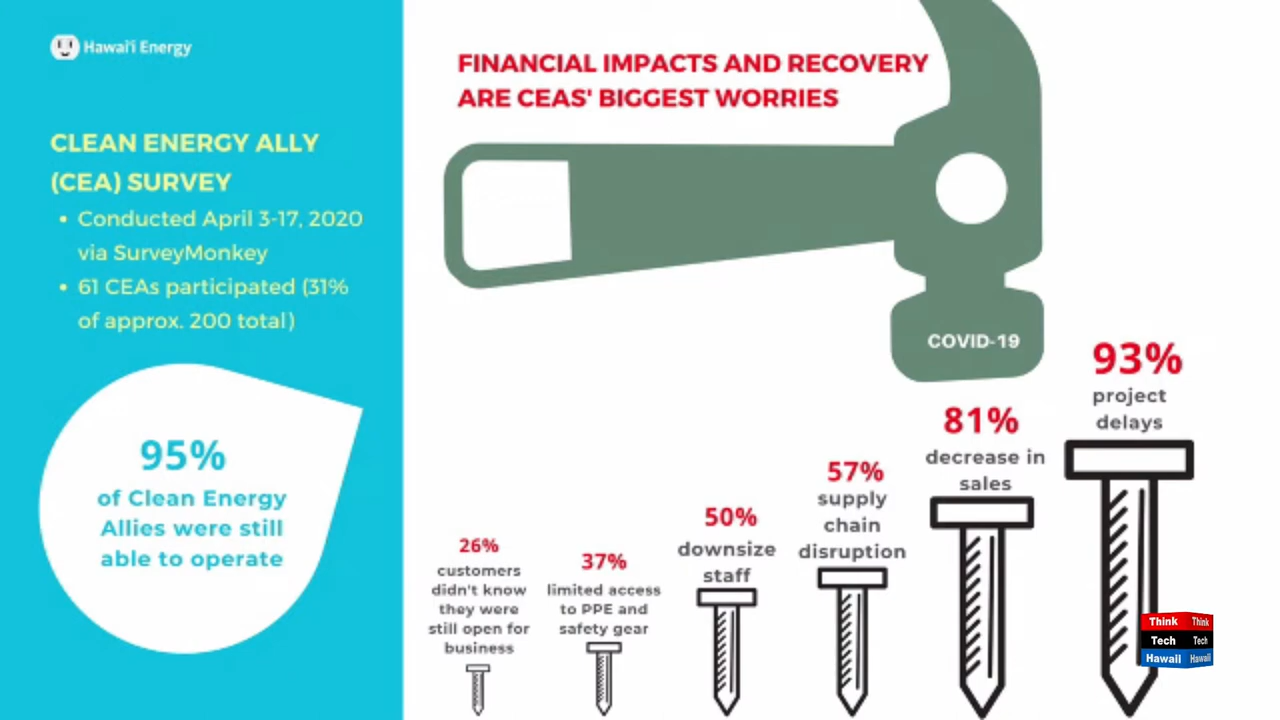 Hawai'i Energy
CLEAN ENERGY ALLY
(CEA) SURVEY
• Conducted April 3-17, 2020
via SurveyMonkey
• 61 CEAs participated (31%
of approx. 200 total)
95%
of Clean Energy
Allies were still
able to operate
FINANCIAL IMPACTS AND RECOVERY
ARE CEAS' BIGGEST WORRIES
COVID-19
26%
customers
didn't know
they were
still open for
business
37%
limited access
to PPE and
safety gear
50%
downsize
staff
57%
supply
chain
disruption
81%
decrease in
sales
93%
project
delays
Think Think
Tech Tech
Hawaii Hawaii